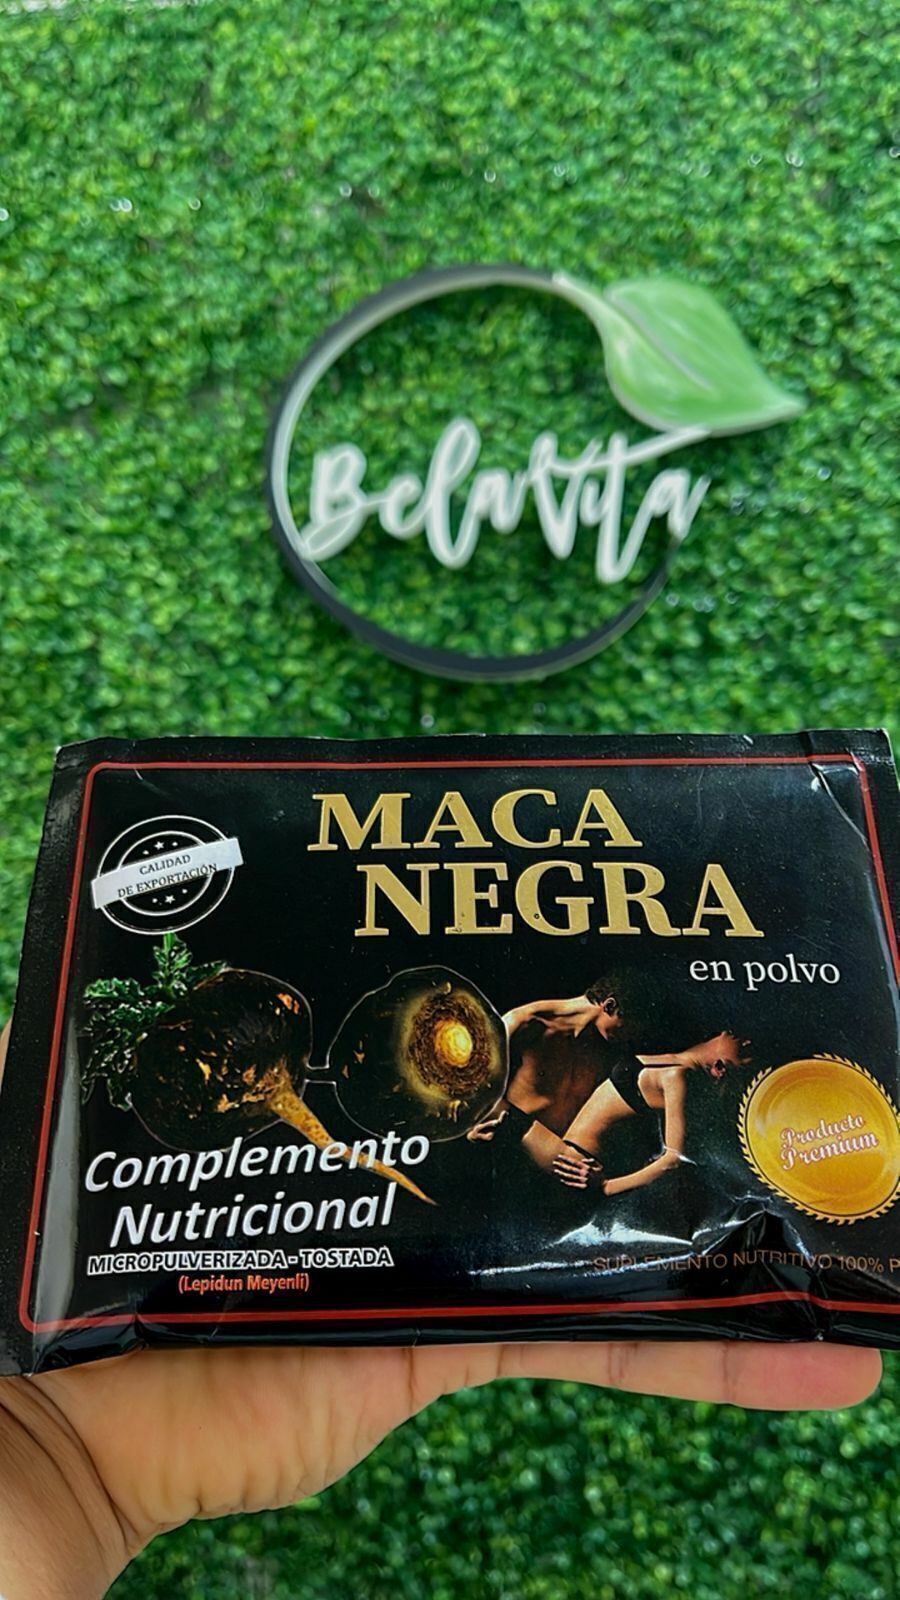 BelaVita
MACA
NEGRA
en polvo
CALIDAD
DE EXPORTACIÓN
Complemento
Nutricional
MICROPULVERIZADA - TOSTADA
(Lepidun Meyenli)
Producto
Premium
SUPLEMENTO NUTRITIVO 100% P